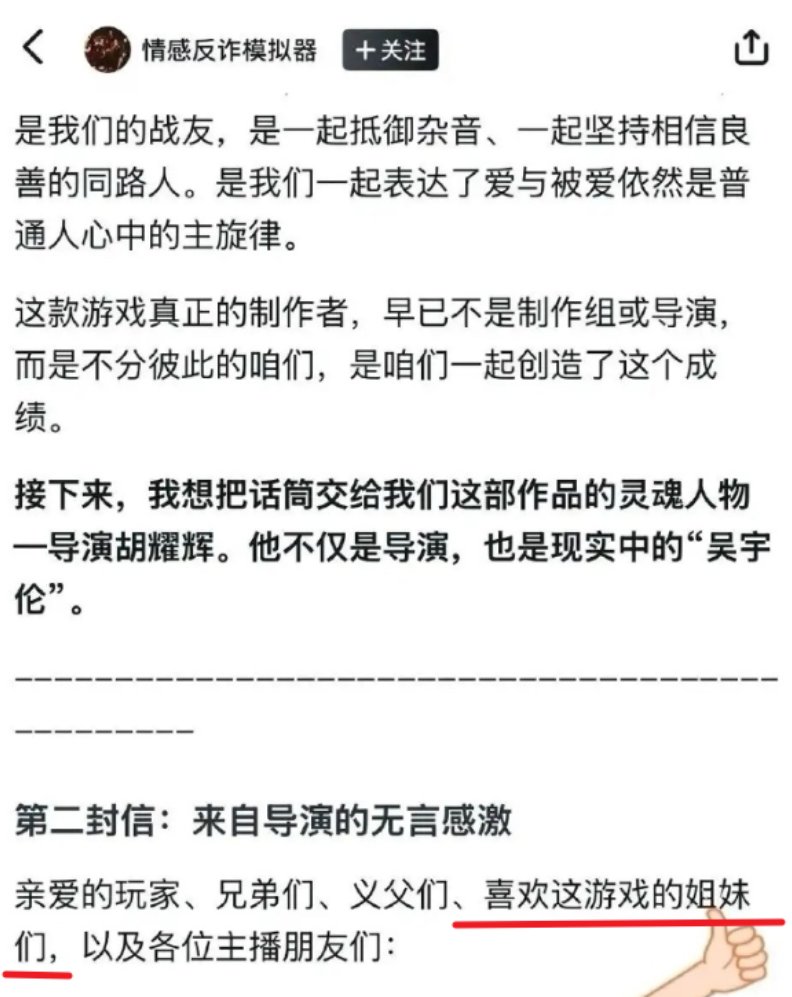 情感反诈模拟器
+关注
是我们的战友，是一起抵御杂音、一起坚持相信良
善的同路人。是我们一起表达了爱与被爱依然是普
通人心中的主旋律。
这款游戏真正的制作者，早已不是制作组或导演，
而是不分彼此的咱们，是咱们一起创造了这个成
绩。
接下来，我想把话筒交给我们这部作品的灵魂人物
—导演胡耀辉。他不仅是导演，也是现实中的“吴宇
伦”。
---------------------------------------
---------
第二封信：来自导演的无言感激
亲爱的玩家、兄弟们、义父们、喜欢这游戏的姐妹
们，以及各位主播朋友们：